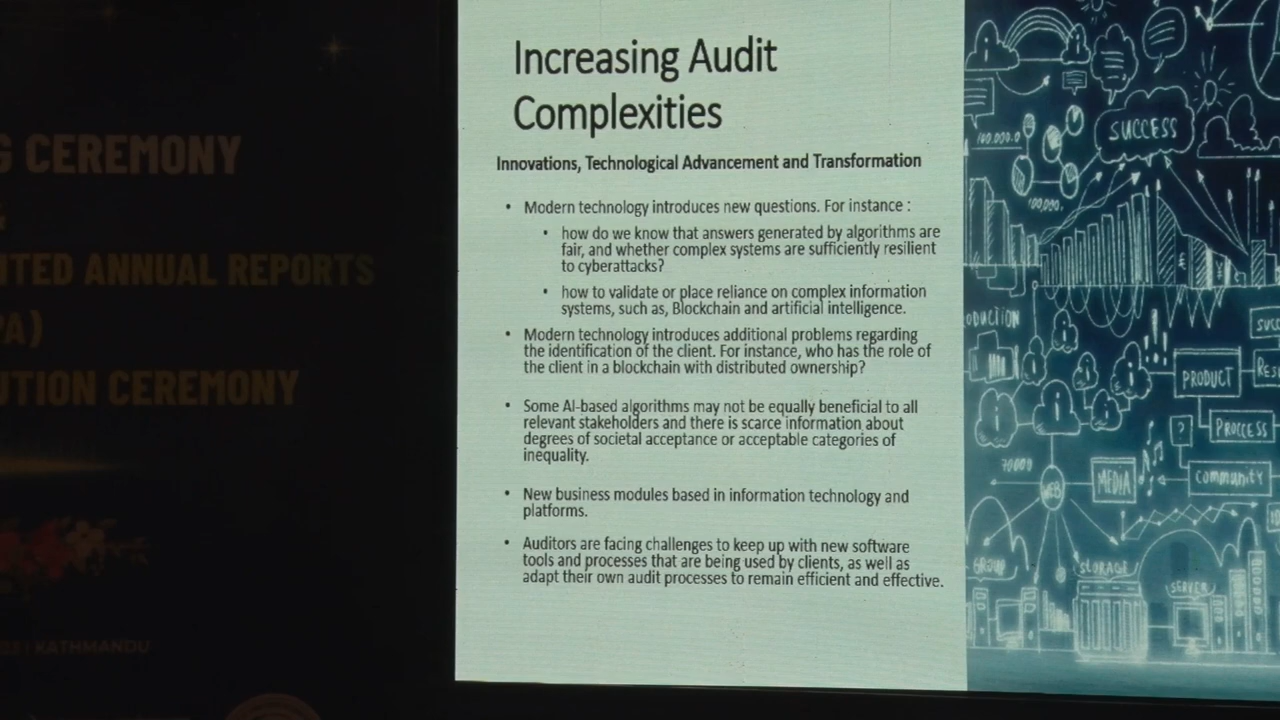 CEREMONY
ANNUAL REPORTS
CEREMONY
KATHMANDU
Increasing Audit
Complexities
Innovations, Technological Advancement and Transformation
• Modern technology introduces new questions. For instance :
• how do we know that answers generated by algorithms are
fair, and whether complex systems are sufficiently resilient
to cyberattacks?
• how to validate or place reliance on complex information
systems, such as, Blockchain and artificial intelligence.
• Modern technology introduces additional problems regarding
the identification of the client. For instance, who has the role of
the client in a blockchain with distributed ownership?
• Some AI-based algorithms may not be equally beneficial to all
relevant stakeholders and there is scarce information about
degrees of societal acceptance or acceptable categories of
inequality.
• New business modules based in information technology and
platforms.
• Auditors are facing challenges to keep up with new software
tools and processes that are being used by clients, as well as
adapt their own audit processes to remain efficient and effective.
SUCCESS
100,000.
PRODUCT
PROCCESS
?
70000
WEB
MEDIA
COMMUNITY
GROUP
STORAGE
SERVER